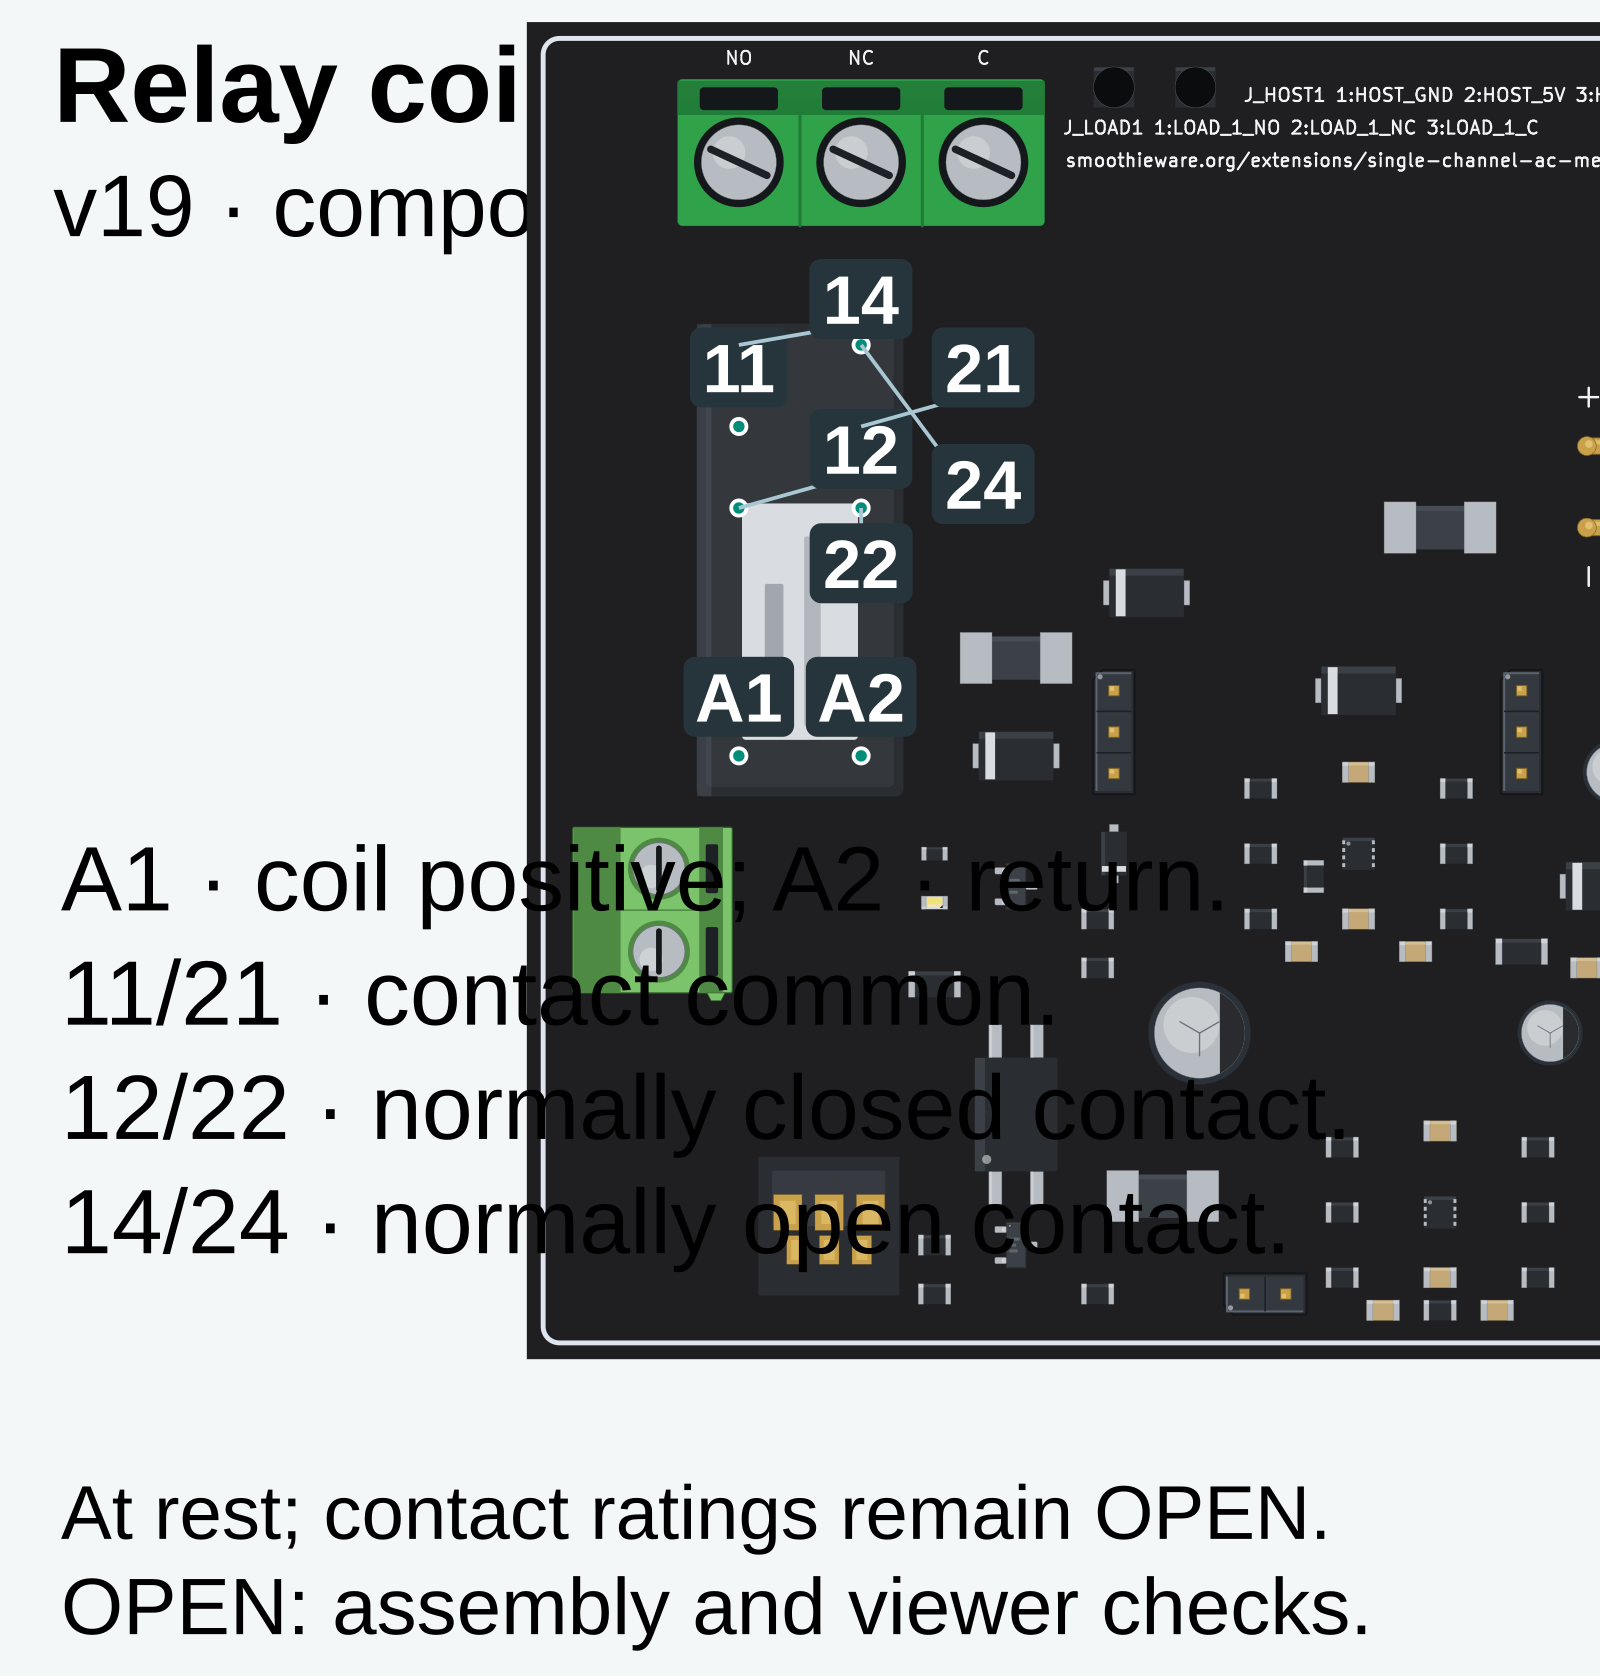 Relay coi
v19 · compo
NO NC C
J_HOST1 1:HOST_GND 2:HOST_5V 3:H
J_LOAD1 1:LOAD_1_NO 2:LOAD_1_NC 3:LOAD_1_C
smoothieware.org/extensions/single-channel-ac-me
14
11
21
12
24
22
A1 A2
+
A1 · coil positive; A2 · return.
11/21 · contact common.
12/22 · normally closed contact.
14/24 · normally open contact.
At rest; contact ratings remain OPEN.
OPEN: assembly and viewer checks.